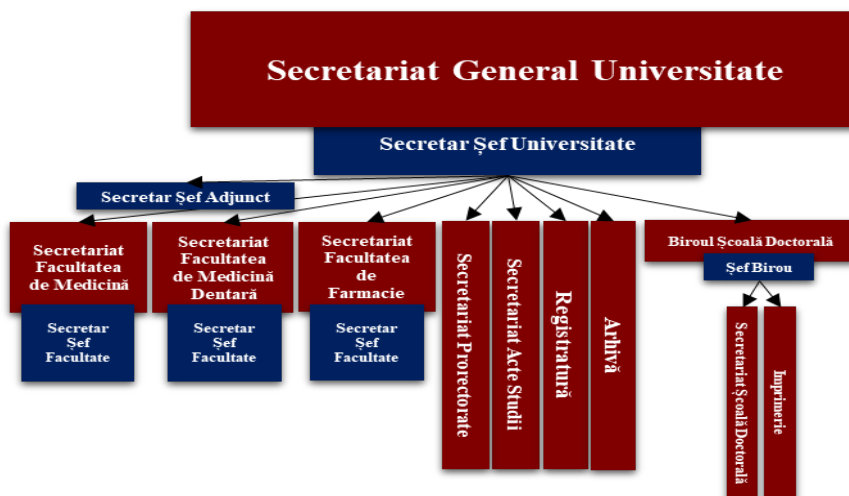 Secretariat General Universitate
Secretar Șef Universitate
Secretar Șef Adjunct
Secretariat
Facultatea
de Medicină
Secretar
Șef
Facultate
Secretariat
Facultatea
de Medicină
Dentară
Secretar
Șef
Facultate
Secretariat
Facultatea
de
Farmacie
Secretar
Șef
Facultate
Secretariat Prorectorate
Secretariat Acte Studii
Registratură
Arhivă
Biroul Școală Doctorală
Șef Birou
Secretariat Școală Doctorală
Imprimerie